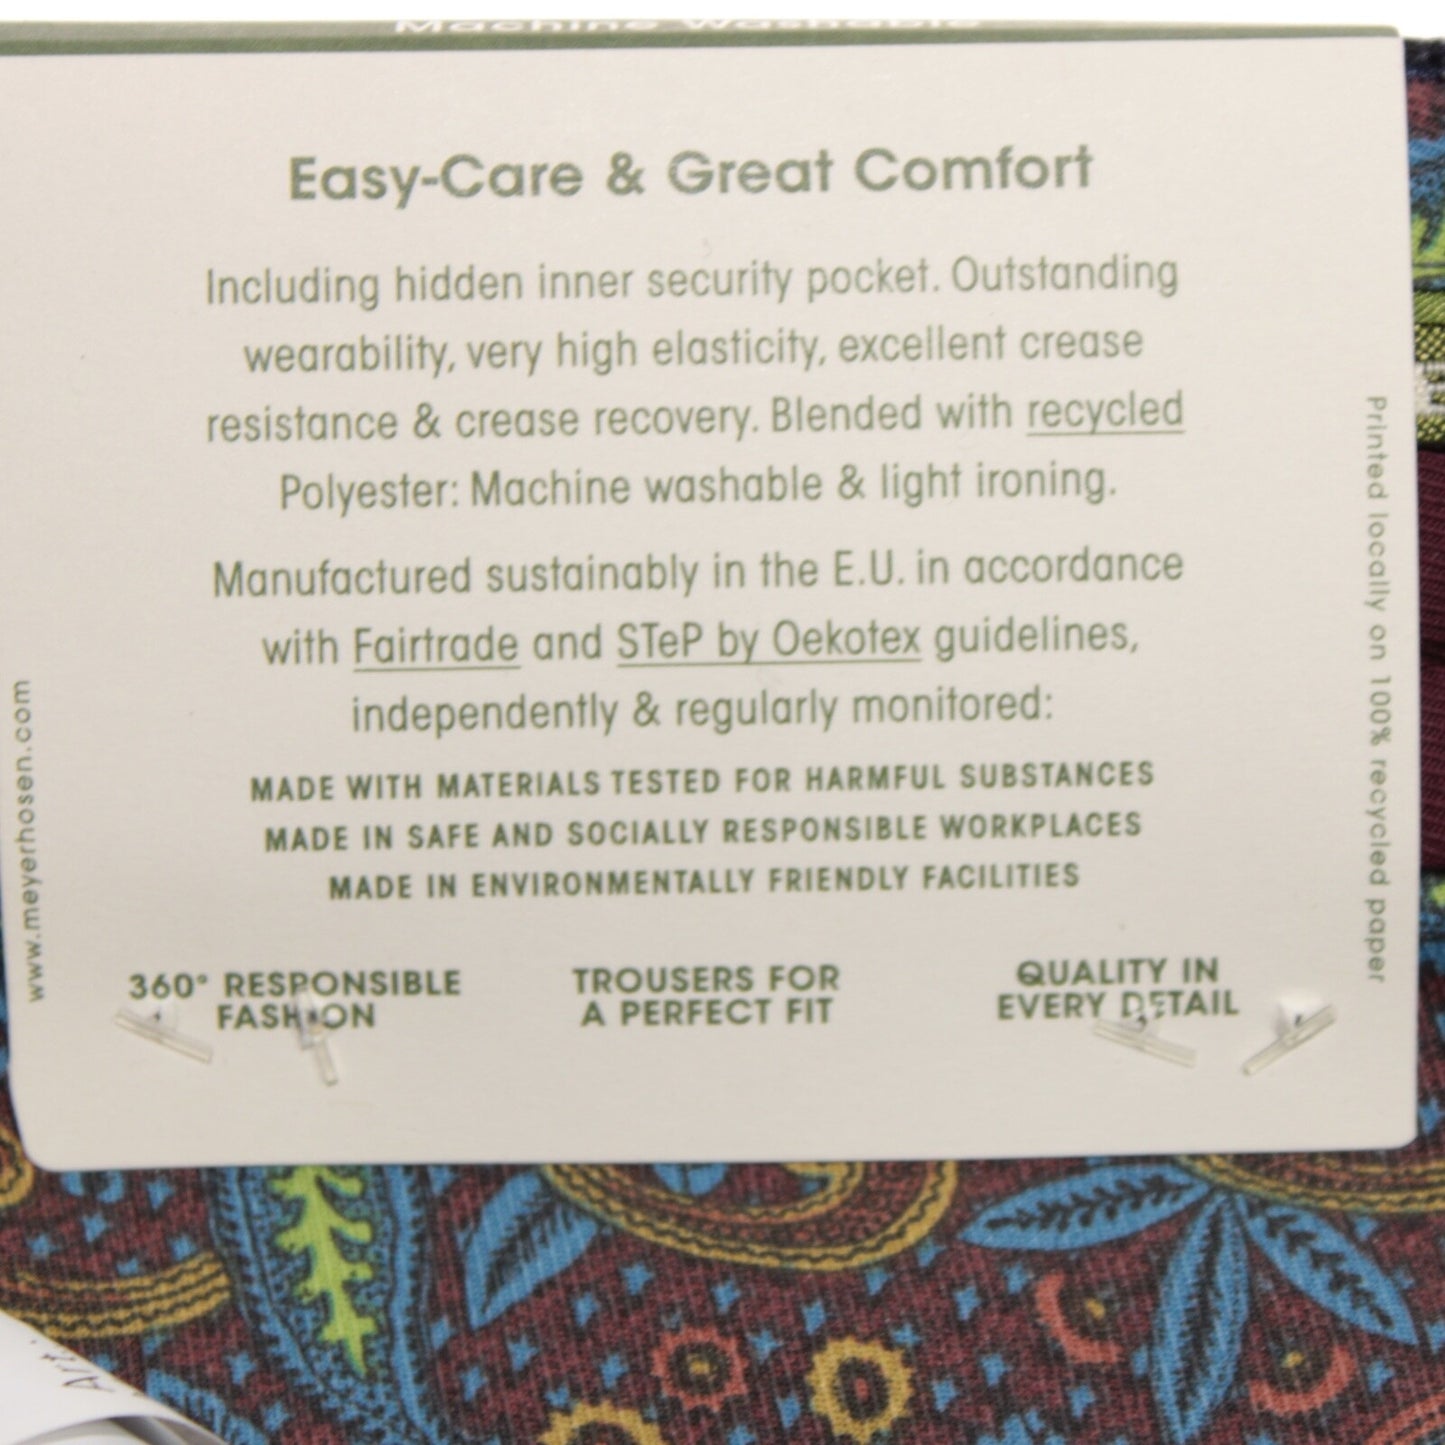 Machine Washable
Easy-Care & Great Comfort
Including hidden inner security pocket. Outstanding
wearability, very high elasticity, excellent crease
resistance & crease recovery. Blended with recycled
Polyester: Machine washable & light ironing.
Manufactured sustainably in the E.U. in accordance
with Fairtrade and STeP by Oekotex guidelines,
independently & regularly monitored:
MADE WITH MATERIALS TESTED FOR HARMFUL SUBSTANCES
MADE IN SAFE AND SOCIALLY RESPONSIBLE WORKPLACES
MADE IN ENVIRONMENTALLY FRIENDLY FACILITIES
360° RESPONSIBLE
FASHION
TROUSERS FOR
A PERFECT FIT
QUALITY IN
EVERY DETAIL
www.meyerhosen.com
Printed locally on 100% recycled paper